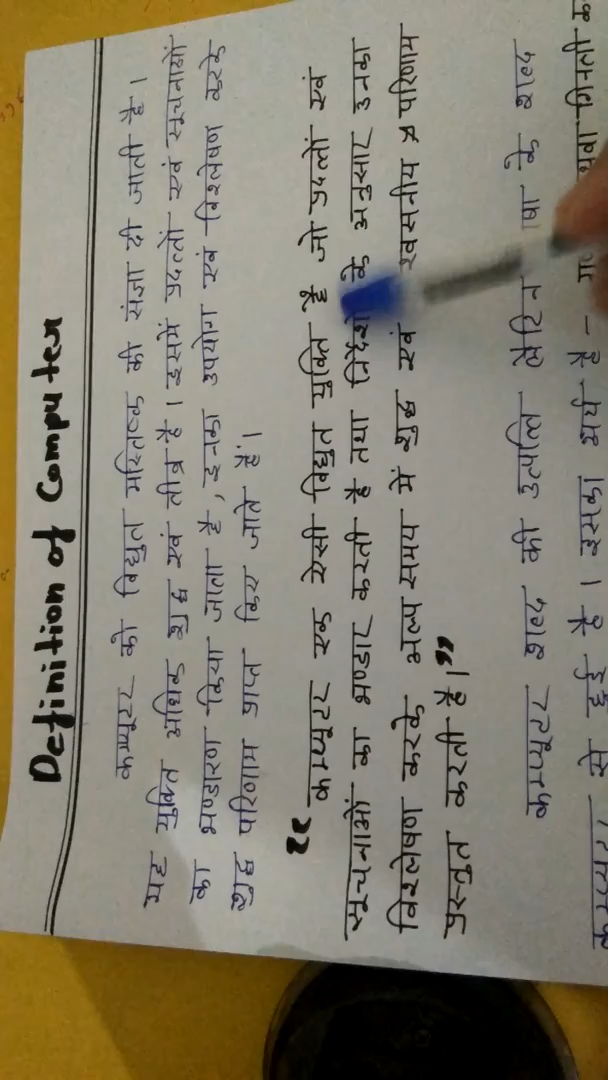 Definition of Computer
कम्प्यूटर को विद्युत मस्तिष्क की संज्ञा दी जाती है।
यह युक्ति अधिक शुद्ध एवं तीव्र है। इसमें प्रदत्तों एवं सूचनाओं
का भण्डारण किया जाता है, इनका उपयोग एवं विश्लेषण करके
शुद्ध परिणाम प्राप्त किये जाते हैं।
“कम्प्यूटर एक ऐसी विद्युत युक्ति है जो प्रदत्तों एवं
सूचनाओं का भण्डार करती है तथा निर्देशो के अनुसार उनका
विश्लेषण करके अल्प समय में शुद्ध एवं परिणाम
प्रस्तुत करती है।”
कम्प्यूटर शब्द की उत्पत्ति लेटिन के शब्द
से हुई है। इसका अर्थ है –